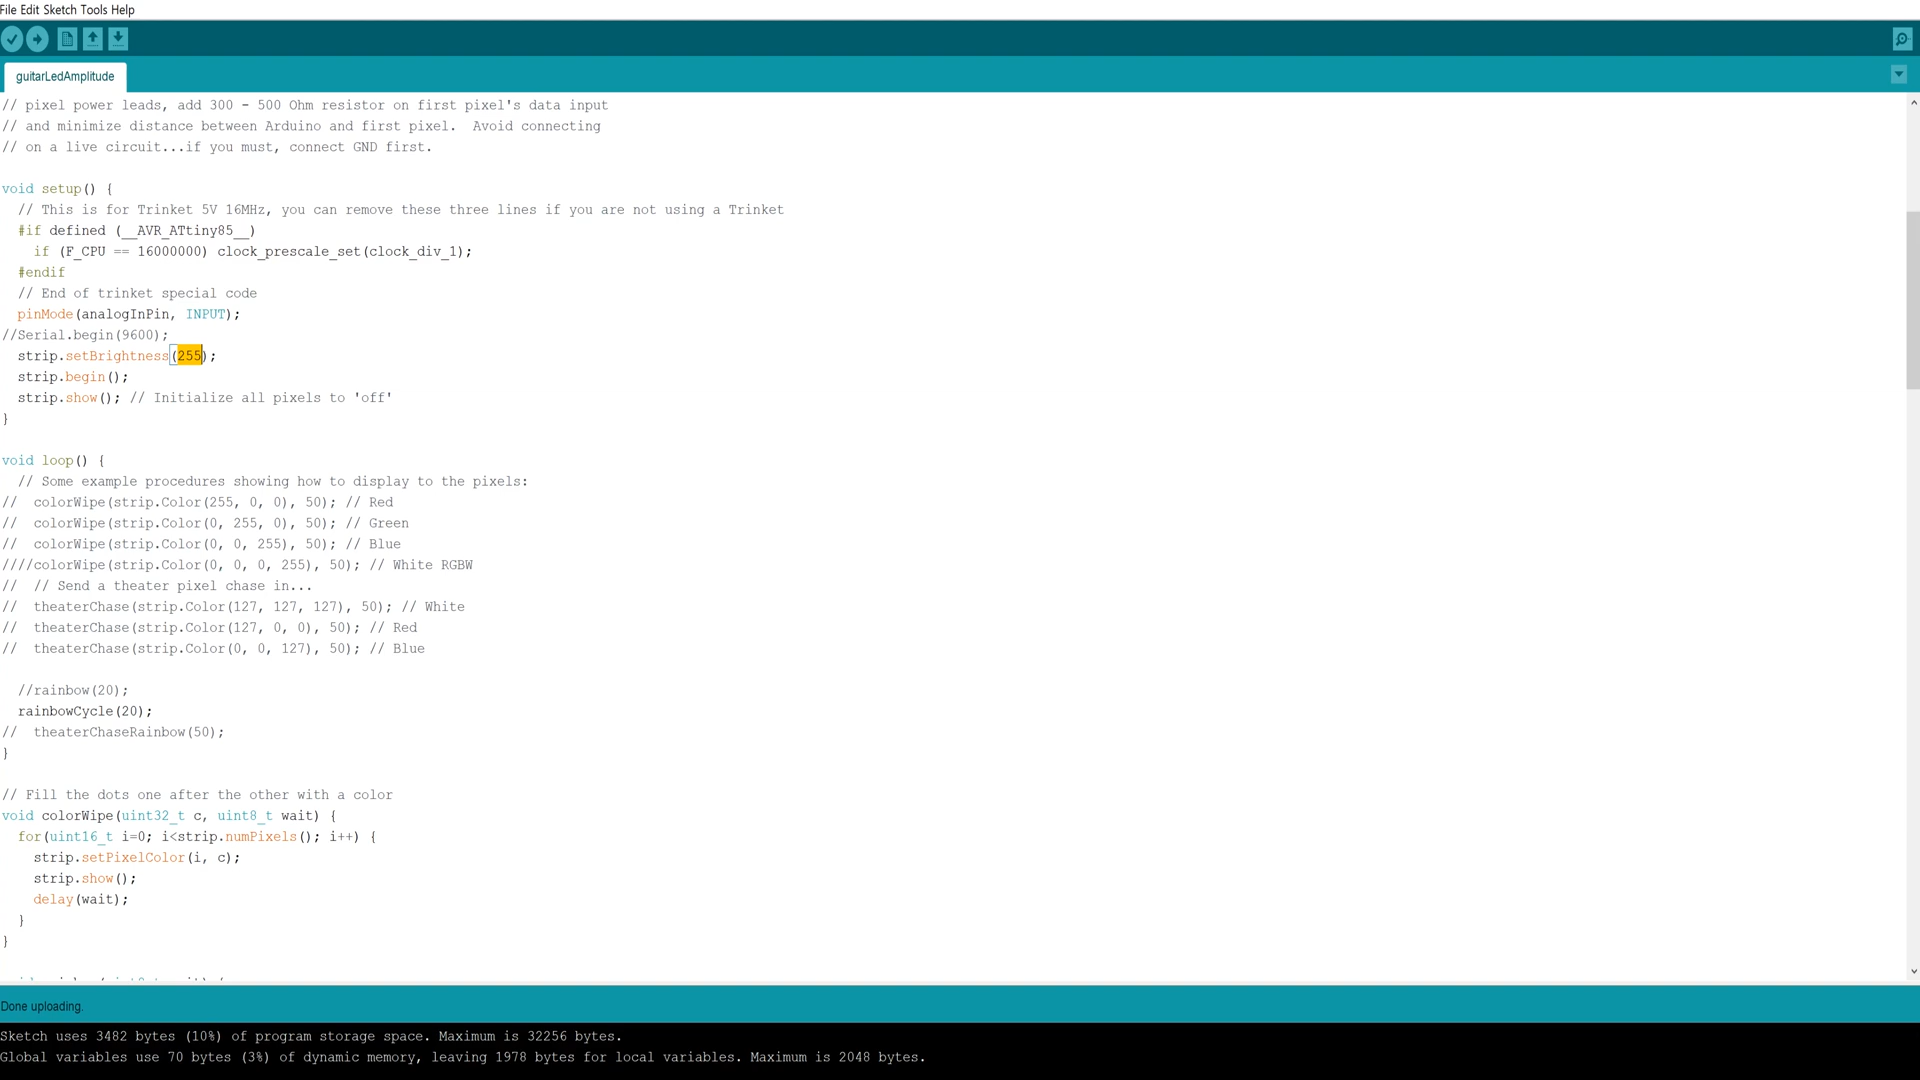 File Edit Sketch Tools Help
guitarLedAmplitude
// pixel power leads, add 300 - 500 Ohm resistor on first pixel's data input
// and minimize distance between Arduino and first pixel.  Avoid connecting
// on a live circuit...if you must, connect GND first.
void setup() {
  // This is for Trinket 5V 16MHz, you can remove these three lines if you are not using a Trinket
  #if defined (__AVR_ATtiny85__)
    if (F_CPU == 16000000) clock_prescale_set(clock_div_1);
  #endif
  // End of trinket special code
  pinMode(analogInPin, INPUT);
//Serial.begin(9600);
  strip.setBrightness(255);
  strip.begin();
  strip.show(); // Initialize all pixels to 'off'
}
void loop() {
  // Some example procedures showing how to display to the pixels:
//  colorWipe(strip.Color(255, 0, 0), 50); // Red
//  colorWipe(strip.Color(0, 255, 0), 50); // Green
//  colorWipe(strip.Color(0, 0, 255), 50); // Blue
////colorWipe(strip.Color(0, 0, 0, 255), 50); // White RGBW
//  // Send a theater pixel chase in...
//  theaterChase(strip.Color(127, 127, 127), 50); // White
//  theaterChase(strip.Color(127, 0, 0), 50); // Red
//  theaterChase(strip.Color(0, 0, 127), 50); // Blue
  //rainbow(20);
  rainbowCycle(20);
//  theaterChaseRainbow(50);
}
// Fill the dots one after the other with a color
void colorWipe(uint32_t c, uint8_t wait) {
  for(uint16_t i=0; i<strip.numPixels(); i++) {
    strip.setPixelColor(i, c);
    strip.show();
    delay(wait);
  }
}
Done uploading.
Sketch uses 3482 bytes (10%) of program storage space. Maximum is 32256 bytes.
Global variables use 70 bytes (3%) of dynamic memory, leaving 1978 bytes for local variables. Maximum is 2048 bytes.